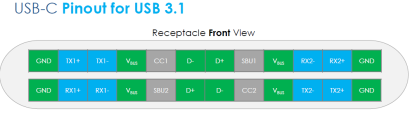 USB-C Pinout for USB 3.1
Receptacle Front View
GND TX1+ TX1- VBUS CC1 D- D+ SBU1 VBUS RX2- RX2+ GND
GND RX1+ RX1- VBUS SBU2 D+ D- CC2 VBUS TX2- TX2+ GND